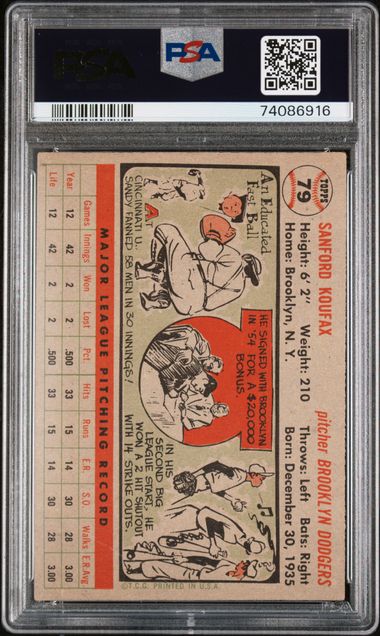 PSA
PSA
74086916
TOPPS
79
SANFORD KOUFAX
pitcher BROOKLYN DODGERS
Height: 6' 2" Weight: 210 Throws: Left Bats: Right
Home: Brooklyn, N. Y. Born: December 30, 1935
An Educated
Fast Ball
AT
CINCINNATI U.,
SANDY FANNED 58 MEN IN 30 INNINGS!
HE SIGNED WITH BROOKLYN
IN '54 FOR A $20,000
BONUS.
IN HIS
SECOND BIG
LEAGUE START, HE
WON A 2 HIT SHUTOUT
WITH 14 STRIKE OUTS.
MAJOR LEAGUE PITCHING RECORD
Games Innings Won Lost Pct. Hits Runs E.R. S.O. Walks E.R.Avg.
Year 12 42 2 2 .500 33 15 14 30 28 3.00
Life 12 42 2 2 .500 33 15 14 30 28 3.00
©T.C.G. PRINTED IN U.S.A.